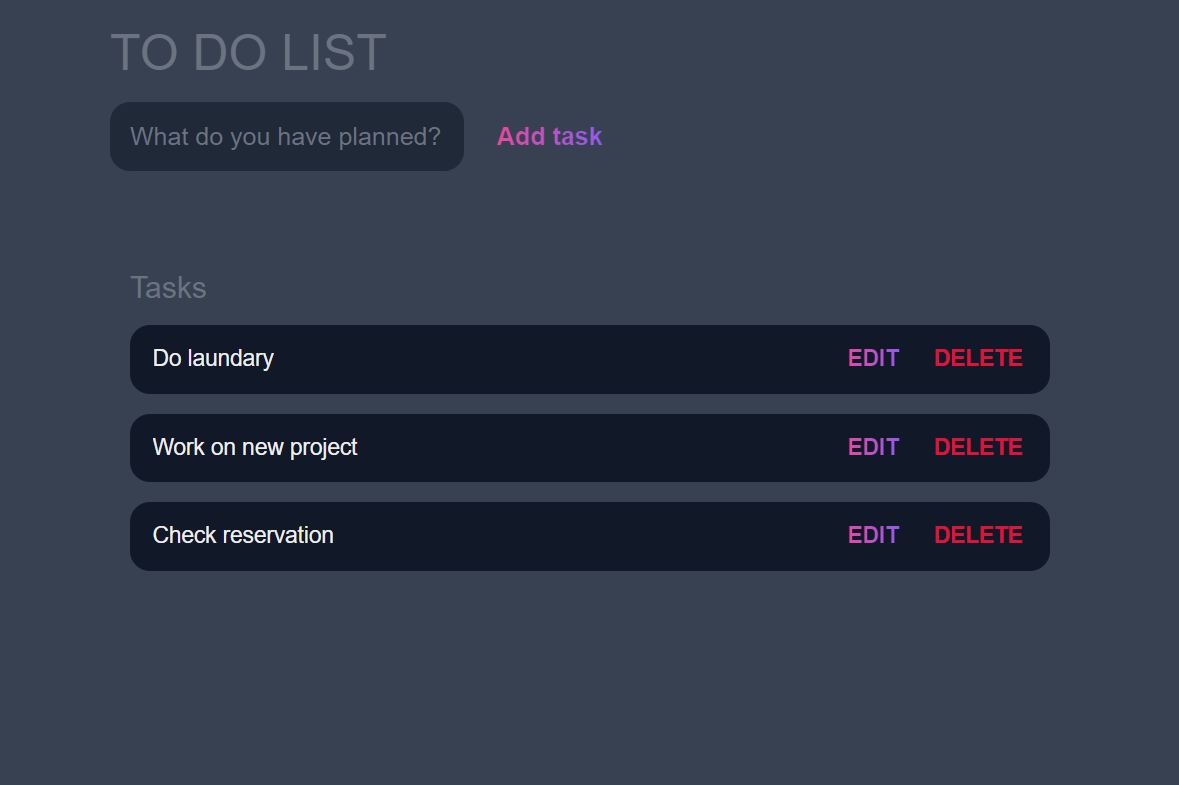 TO DO LIST
What do you have planned? Add task
Tasks
Do laundary EDIT DELETE
Work on new project EDIT DELETE
Check reservation EDIT DELETE